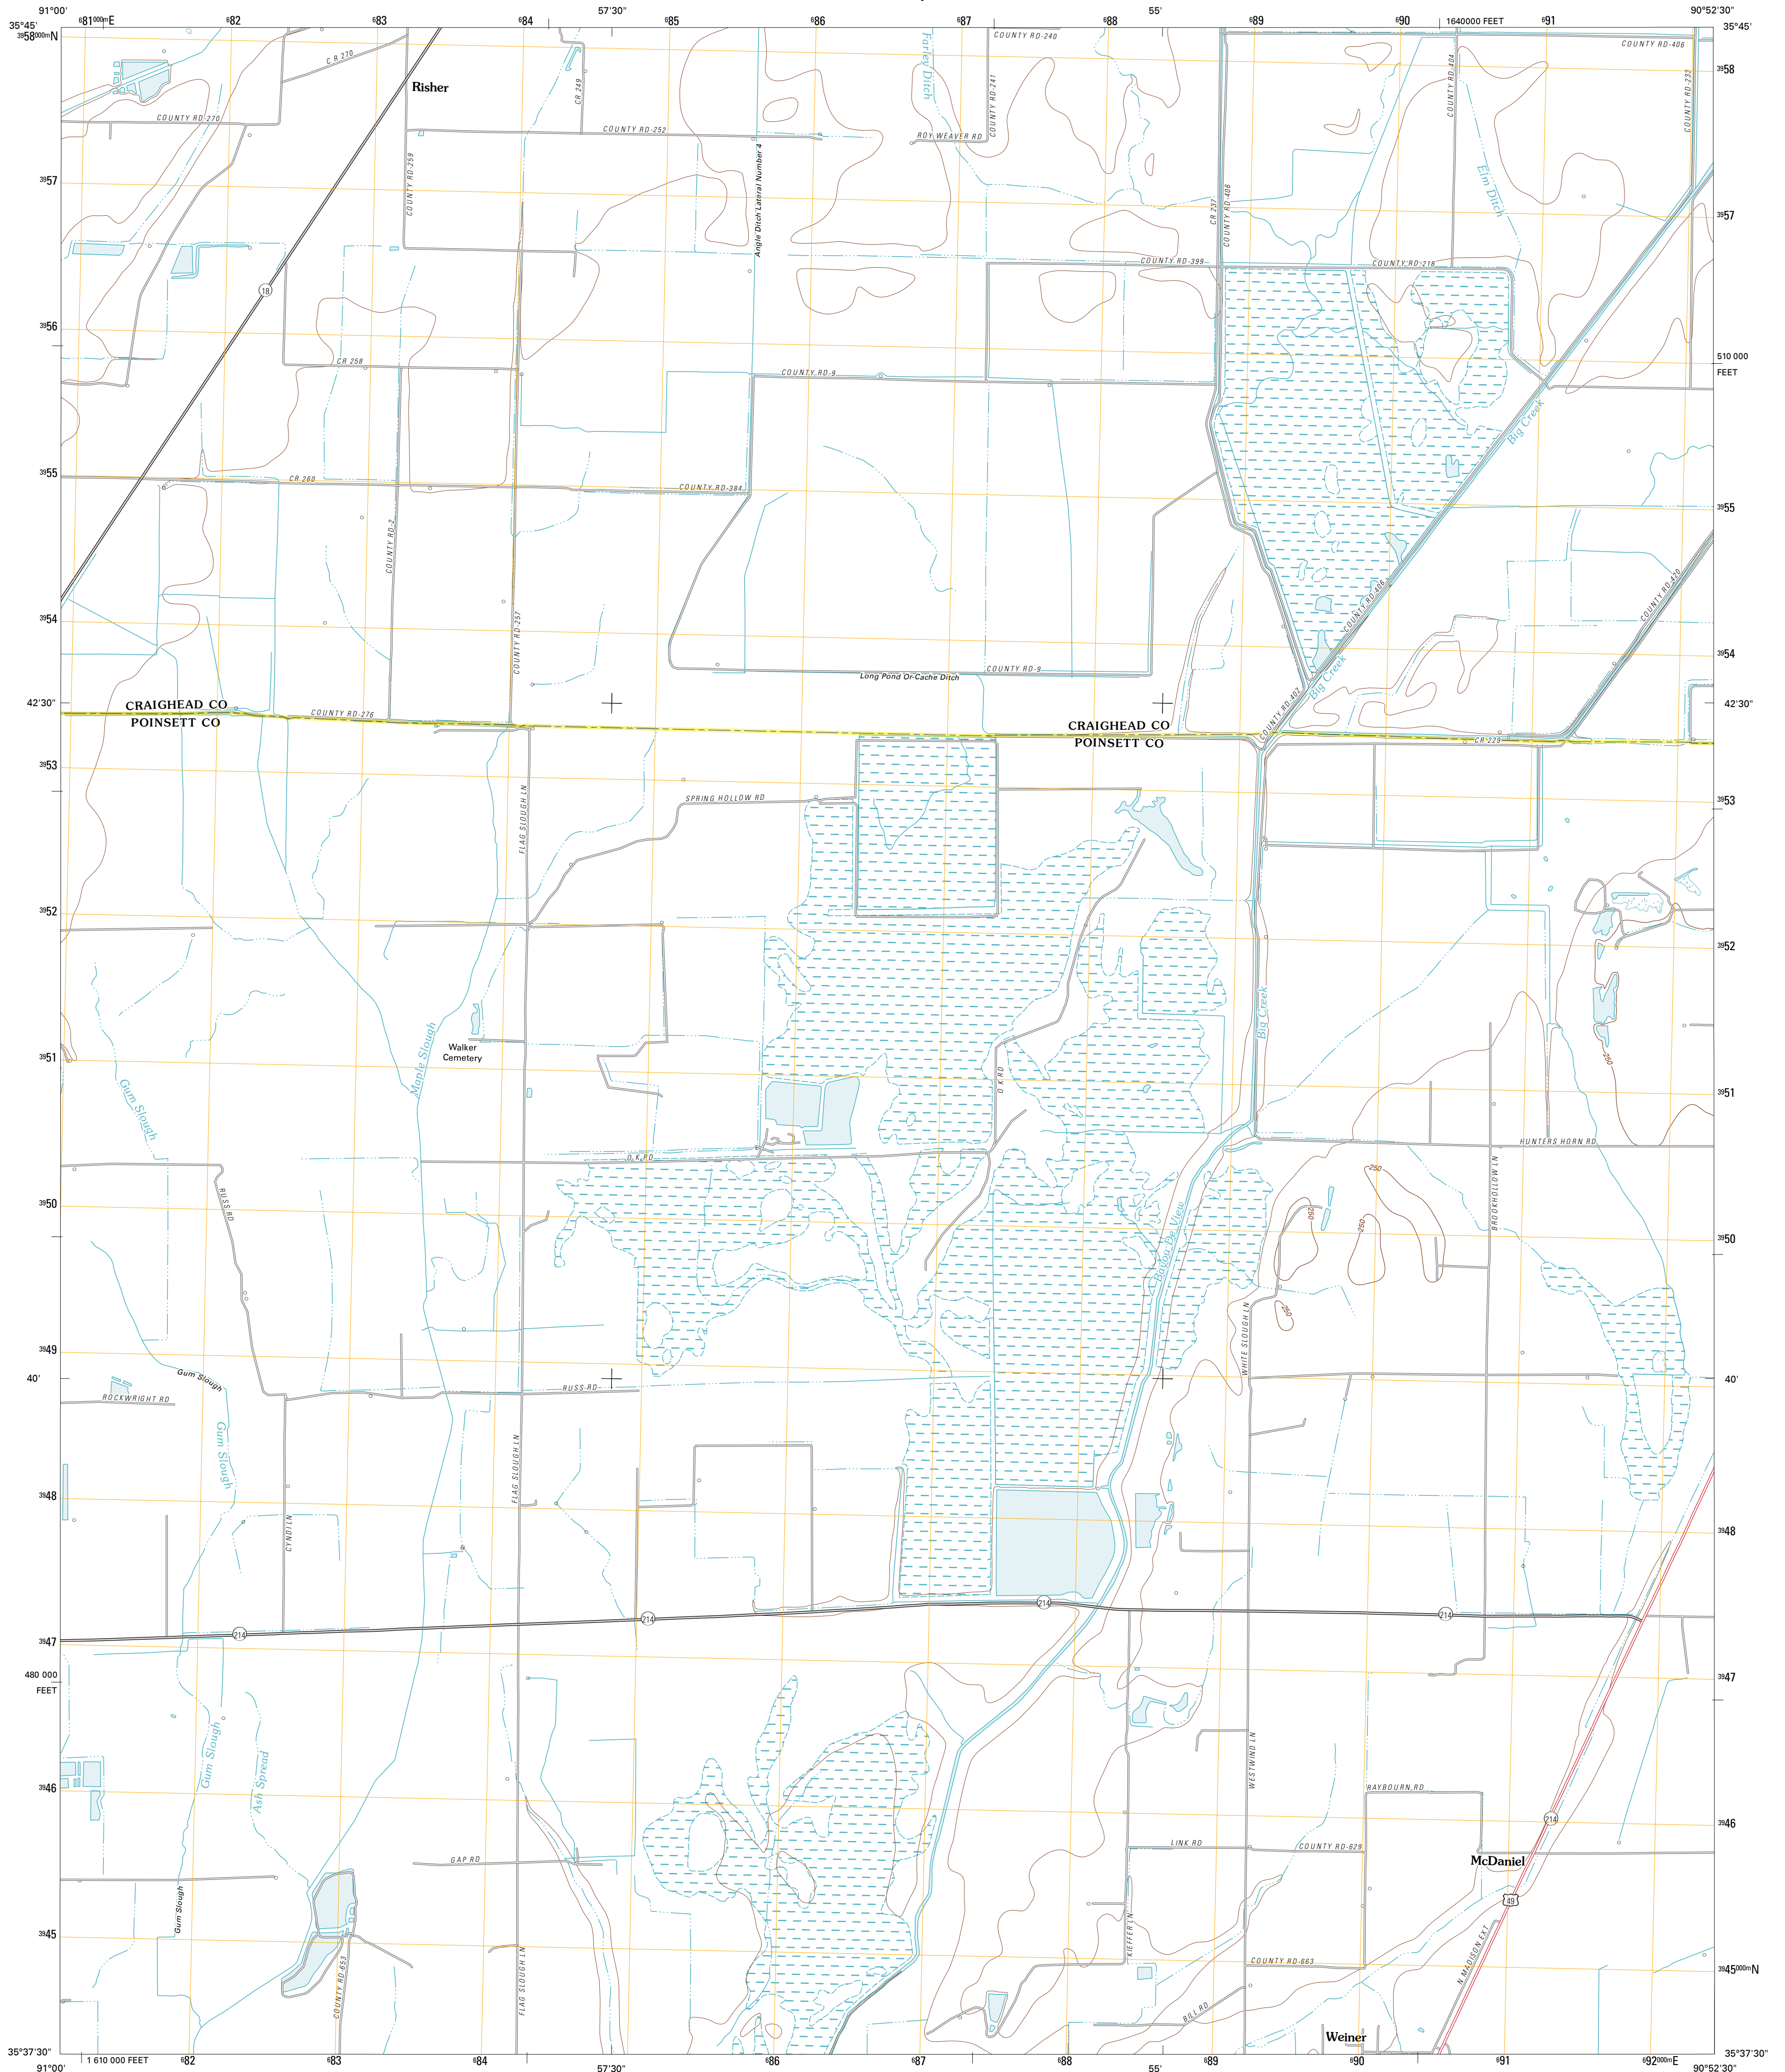 91°00'
⁶81⁰⁰⁰ᵐE
⁶82
⁶83
⁶84
57'30"
⁶85
⁶86
⁶87
⁶88
55'
⁶89
⁶90
1640000 FEET
⁶91
90°52'30"
35°45'
35°45'
³⁹58⁰⁰⁰ᵐN
Farley Ditch
COUNTY RD-240
COUNTY RD-406
CR 270
Risher
CR 249
COUNTY RD-241
COUNTY RD-404
COUNTY RD-233
³⁹58
COUNTY RD-270
COUNTY RD-252
ROY WEAVER RD
COUNTY RD-259
Angle Ditch Lateral Number 4
³⁹57
Elm Ditch
CR 237
COUNTY RD-406
³⁹57
COUNTY RD-399
COUNTY RD-218
18
³⁹56
CR 258
COUNTY RD-9
510 000
FEET
Big Creek
³⁹55
CR 260
COUNTY RD-384
³⁹55
COUNTY RD-2
COUNTY RD-257
COUNTY RD-406
COUNTY RD-420
³⁹54
³⁹54
COUNTY RD-9
Long Pond Or-Cache Ditch
Big Creek
42'30"
42'30"
CRAIGHEAD CO
POINSETT CO
COUNTY RD-276
CRAIGHEAD CO
POINSETT CO
COUNTY RD-402
CR 229
³⁹53
³⁹53
SPRING HOLLOW RD
FLAG SLOUGH LN
³⁹52
³⁹52
Big Creek
Maple Slough
Walker
Cemetery
³⁹51
250
O K RD
Gum Slough
³⁹51
HUNTERS HORN RD
O K RD
250
RUSS RD
BROOKHOLLOW LN
³⁹50
250
250
Bayou De View
³⁹50
250
WHITE SLOUGH LN
³⁹49
³⁹49
40'
Gum Slough
RUSS-RD
40'
ROCKWRIGHT RD
Gum Slough
FLAG SLOUGH LN
³⁹48
CYNDI LN
³⁹48
214
214
214
214
³⁹47
480 000
FEET
³⁹47
Gum Slough
Ash Spread
WESTWIND LN
³⁹46
RAYBOURN RD
214
³⁹46
LINK RD
COUNTY RD-629
GAP RD
McDaniel
49
Gum Slough
³⁹45
KIEFFER LN
N MADISON EXT
COUNTY RD-653
FLAG SLOUGH LN
COUNTY RD-663
³⁹45⁰⁰⁰ᵐN
BILL RD
Weiner
35°37'30"
35°37'30"
91°00'
1 610 000 FEET
⁶82
⁶83
⁶84
57'30"
⁶86
⁶87
⁶88
55'
⁶89
⁶90
⁶91
⁶92⁰⁰⁰ᵐE
90°52'30"